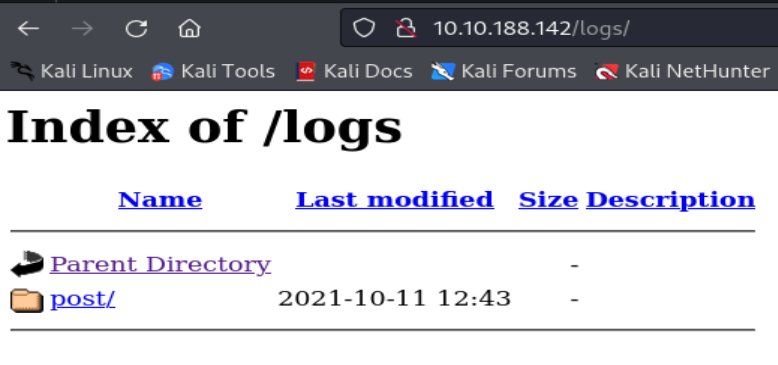 10.10.188.142/logs/
Kali Linux Kali Tools Kali Docs Kali Forums Kali NetHunter
Index of /logs
Name Last modified Size Description
Parent Directory -
post/ 2021-10-11 12:43 -